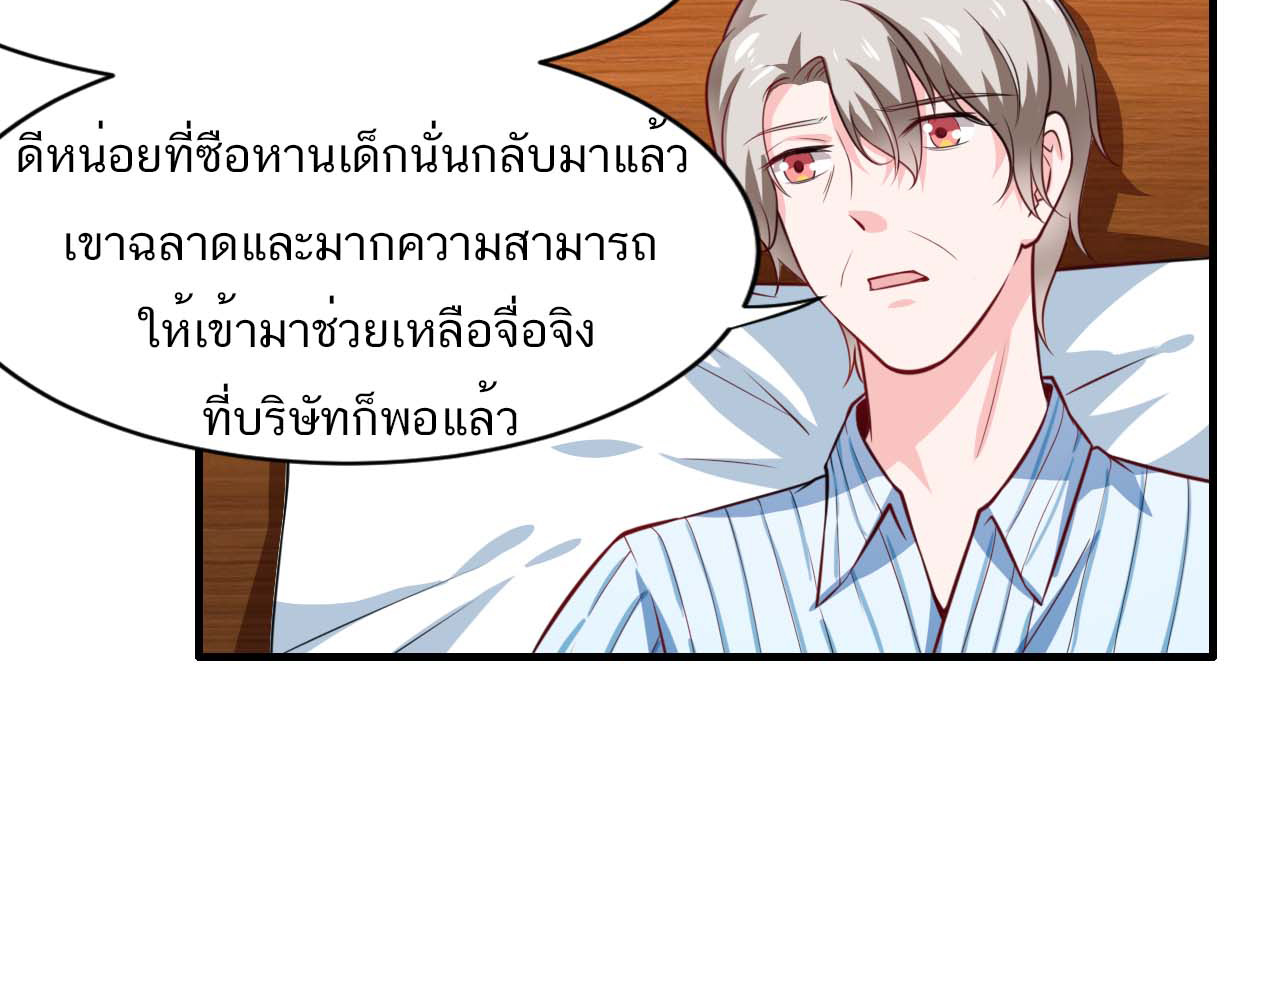 ดีหน่อยที่ซือหานเด็กนั่นกลับมาแล้ว
เขาฉลาดและมากความสามารถ
ให้เข้ามาช่วยเหลือจื่อจิง
ที่บริษัทก็พอแล้ว